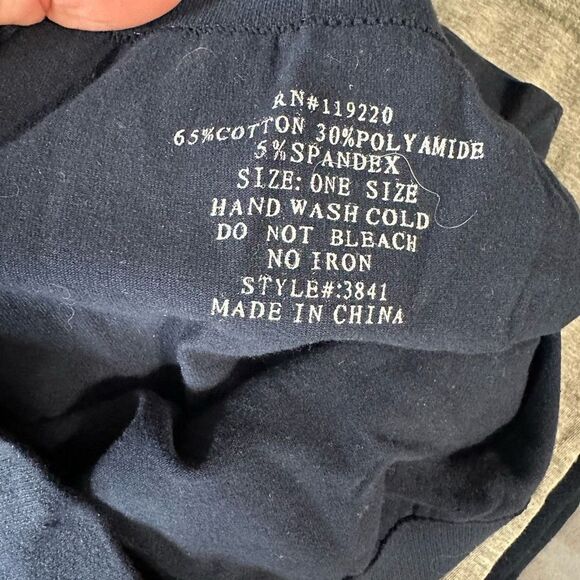 RN#119220
65%COTTON 30%POLYAMIDE
5%SPANDEX
SIZE: ONE SIZE
HAND WASH COLD
DO NOT BLEACH
NO IRON
STYLE#:3841
MADE IN CHINA